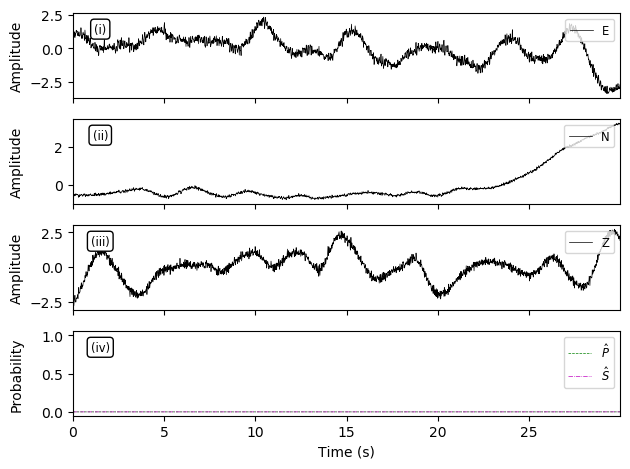 2.5
0.0
−2.5
Amplitude
(i)
E
2
0
Amplitude
(ii)
N
2.5
0.0
−2.5
Amplitude
(iii)
Z
1.0
0.5
0.0
Probability
(iv)
P̂
Ŝ
0 5 10 15 20 25
Time (s)